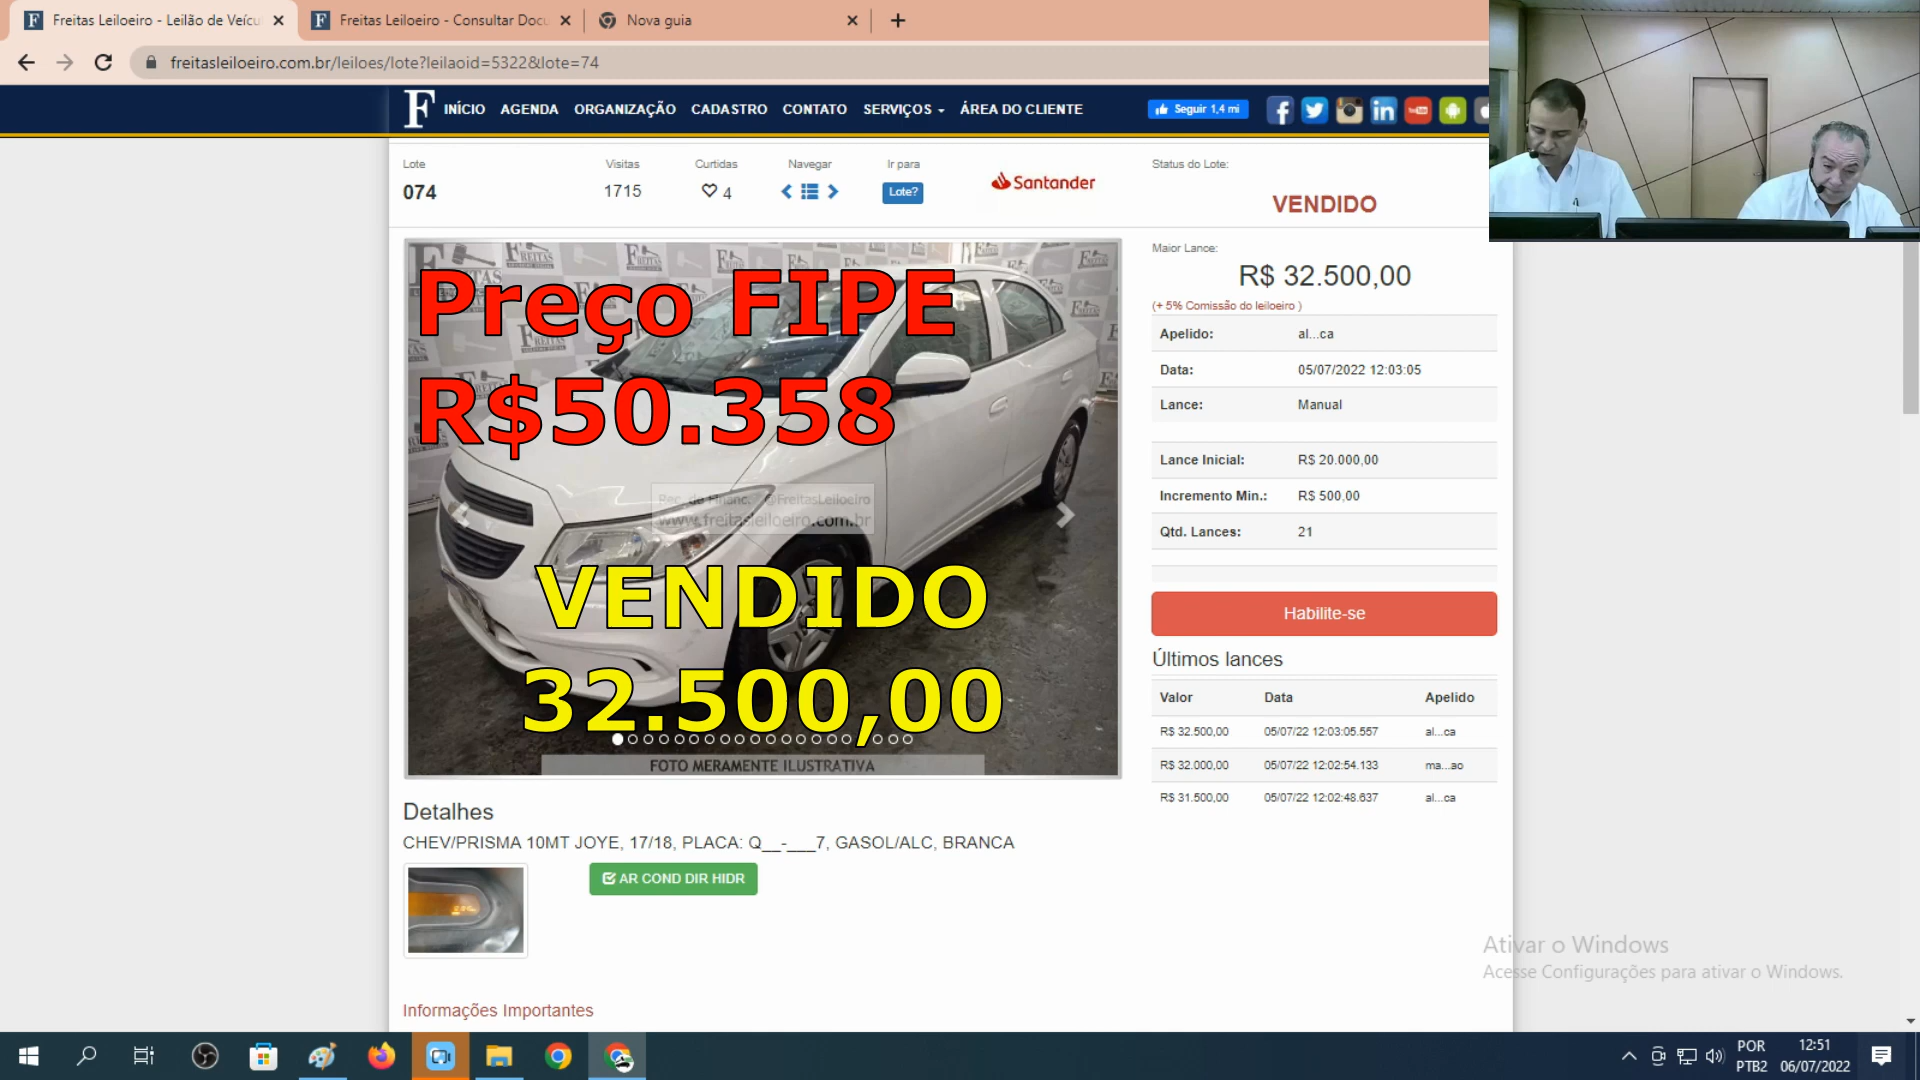 Freitas Leiloeiro - Leilão de Veícu
Freitas Leiloeiro - Consultar Docu
Nova guia
freitasleiloeiro.com.br/leiloes/lote?leilaoid=5322&lote=74
F INÍCIO AGENDA ORGANIZAÇÃO CADASTRO CONTATO SERVIÇOS ÁREA DO CLIENTE
Seguir 1,4 mi
Lote Visitas Curtidas Navegar Ir para
074 1715 4 Lote?
Santander
Status do Lote:
VENDIDO
Preço FIPE
R$50.358
Rec. de Financ. @FreitasLeiloeiro
www.freitasleiloeiro.com.br
VENDIDO
32.500,00
FOTO MERAMENTE ILUSTRATIVA
Maior Lance:
R$ 32.500,00
(+ 5% Comissão do leiloeiro )
Apelido: al...ca
Data: 05/07/2022 12:03:05
Lance: Manual
Lance Inicial: R$ 20.000,00
Incremento Min.: R$ 500,00
Qtd. Lances: 21
Habilite-se
Últimos lances
Valor Data Apelido
R$ 32.500,00 05/07/22 12:03:05.557 al...ca
R$ 32.000,00 05/07/22 12:02:54.133 ma...ao
R$ 31.500,00 05/07/22 12:02:48.637 al...ca
Detalhes
CHEV/PRISMA 10MT JOYE, 17/18, PLACA: Q__-___7, GASOL/ALC, BRANCA
AR COND DIR HIDR
Informações Importantes
Ativar o Windows
Acesse Configurações para ativar o Windows.
POR
PTB2
12:51
06/07/2022